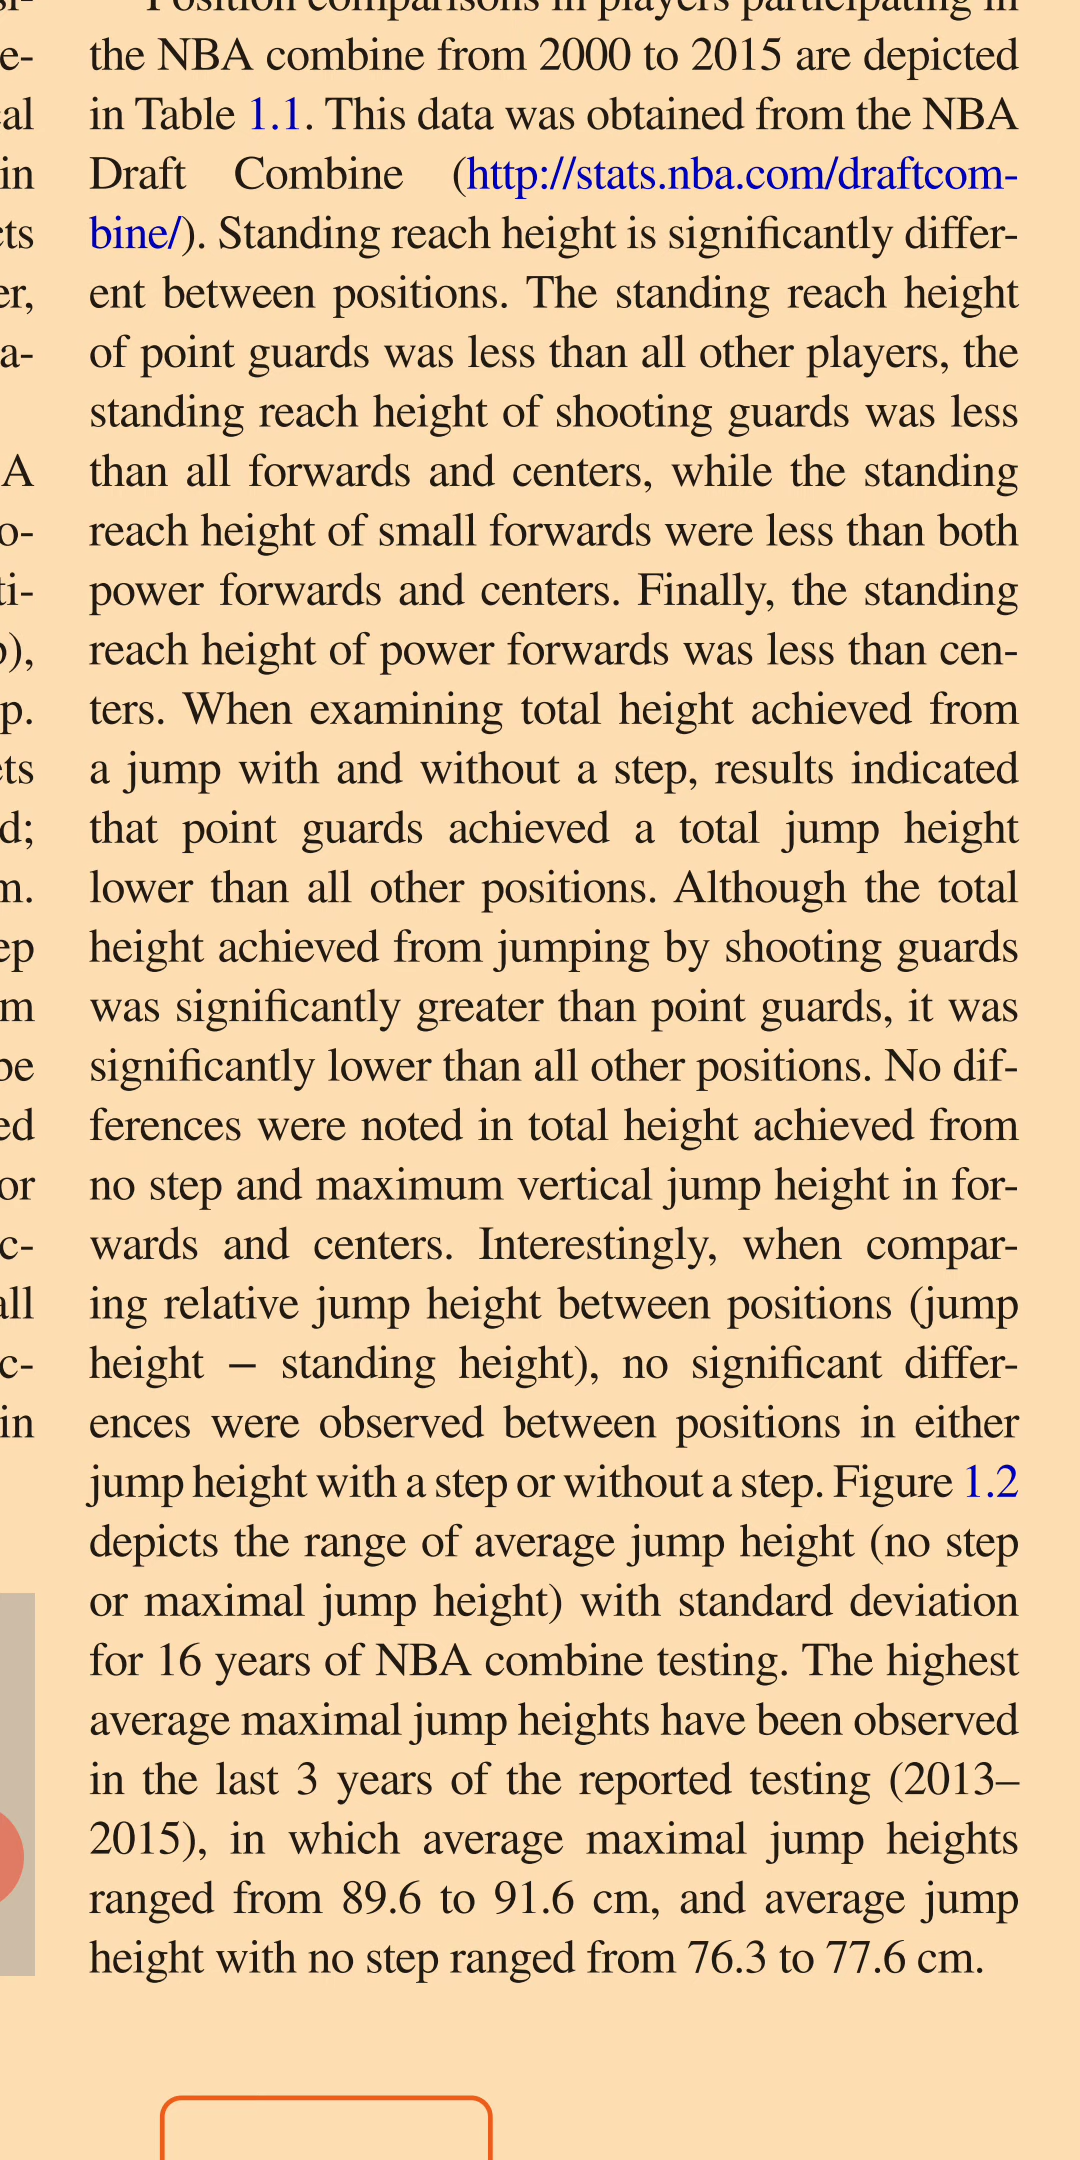 A
p.
in
Position comparisons in players participating in
the NBA combine from 2000 to 2015 are depicted
in Table 1.1. This data was obtained from the NBA
Draft Combine (http://stats.nba.com/draftcom-
bine/). Standing reach height is significantly differ-
ent between positions. The standing reach height
of point guards was less than all other players, the
standing reach height of shooting guards was less
than all forwards and centers, while the standing
reach height of small forwards were less than both
power forwards and centers. Finally, the standing
reach height of power forwards was less than cen-
ters. When examining total height achieved from
a jump with and without a step, results indicated
that point guards achieved a total jump height
lower than all other positions. Although the total
height achieved from jumping by shooting guards
was significantly greater than point guards, it was
significantly lower than all other positions. No dif-
ferences were noted in total height achieved from
no step and maximum vertical jump height in for-
wards and centers. Interestingly, when compar-
ing relative jump height between positions (jump
height − standing height), no significant differ-
ences were observed between positions in either
jump height with a step or without a step. Figure 1.2
depicts the range of average jump height (no step
or maximal jump height) with standard deviation
for 16 years of NBA combine testing. The highest
average maximal jump heights have been observed
in the last 3 years of the reported testing (2013–
2015), in which average maximal jump heights
ranged from 89.6 to 91.6 cm, and average jump
height with no step ranged from 76.3 to 77.6 cm.